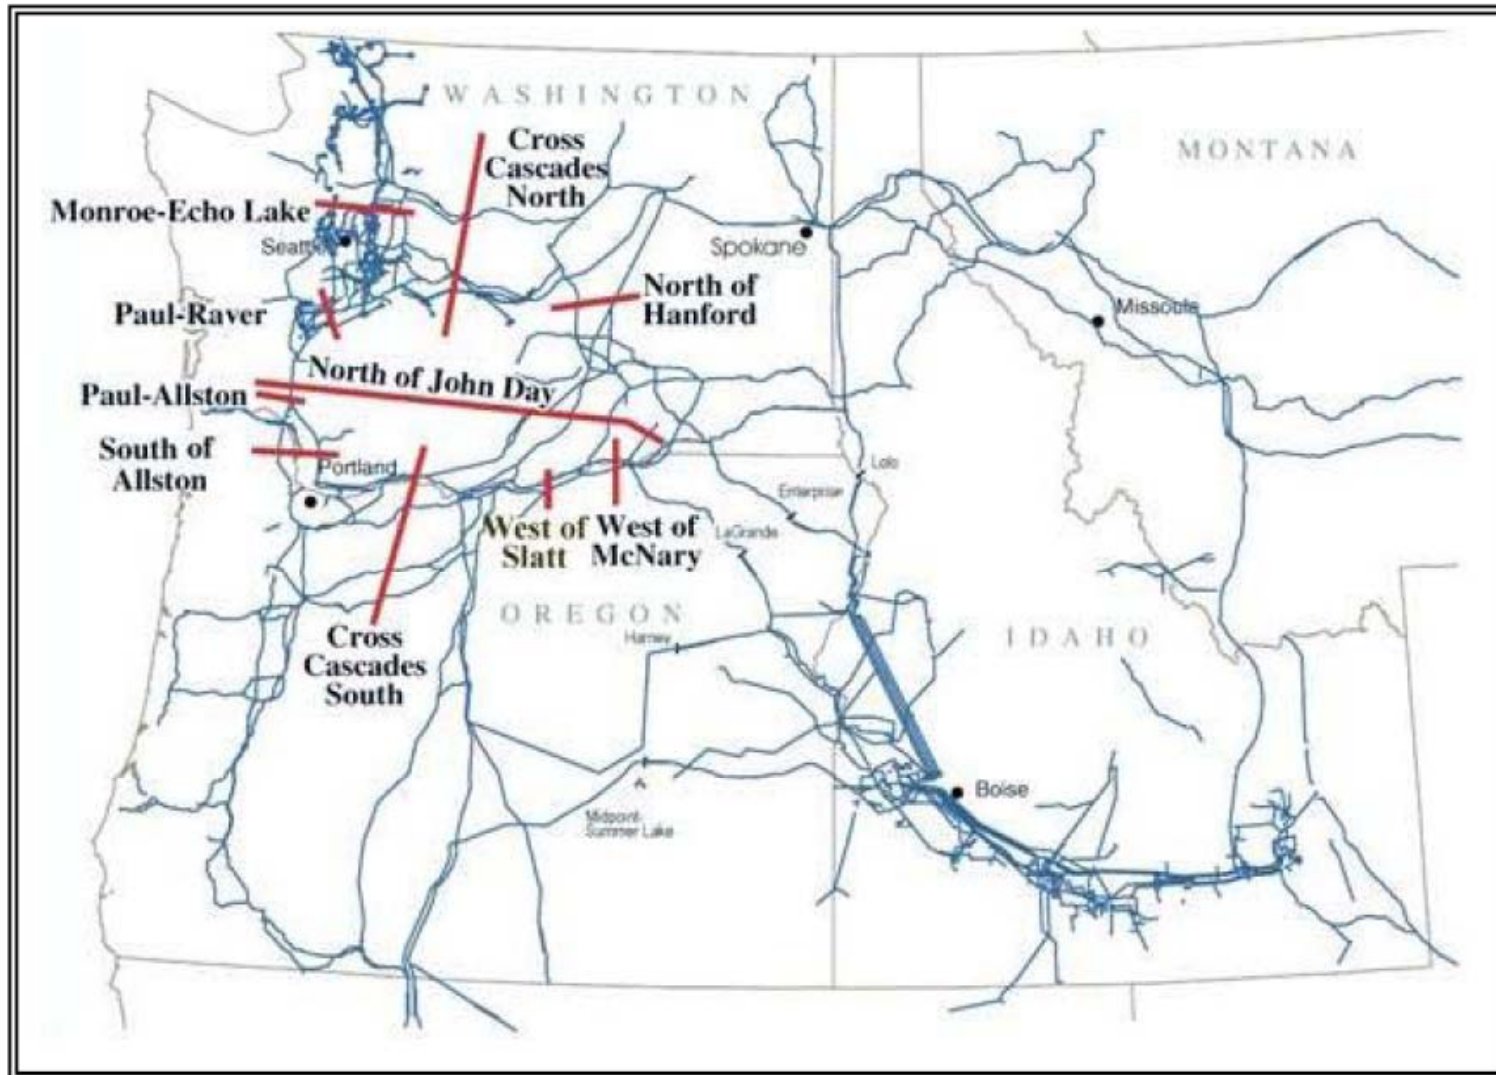 WASHINGTON
MONTANA
Cross
Cascades
North
Monroe-Echo Lake
Seattle
Spokane
North of
Hanford
Paul-Raver
Missoula
North of John Day
Paul-Allston
South of
Allston
Portland
Lolo
Enterprise
LaGrande
West of
Slatt
West of
McNary
OREGON
IDAHO
Harney
Cross
Cascades
South
Boise
Midpoint-
Summer Lake